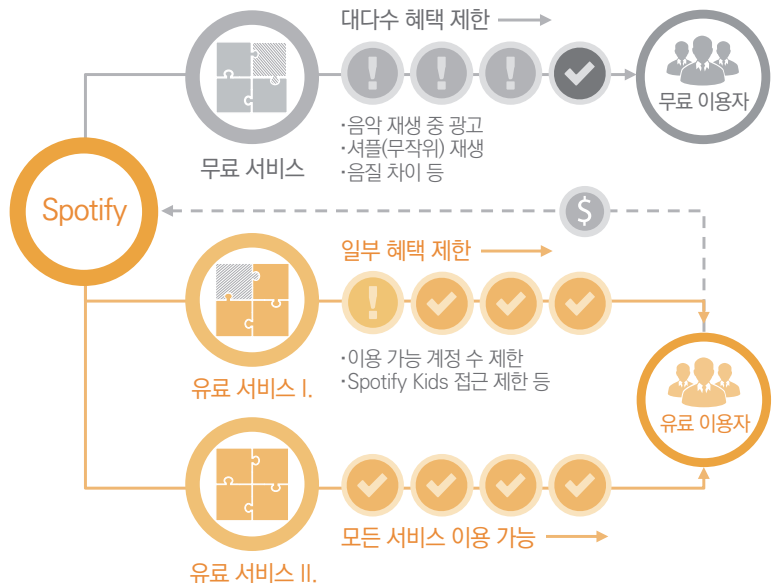 대다수 혜택 제한
무료 이용자
·음악 재생 중 광고
·셔플(무작위) 재생
·음질 차이 등
무료 서비스
Spotify
$
일부 혜택 제한
·이용 가능 계정 수 제한
·Spotify Kids 접근 제한 등
유료 서비스 I.
유료 이용자
모든 서비스 이용 가능
유료 서비스 II.